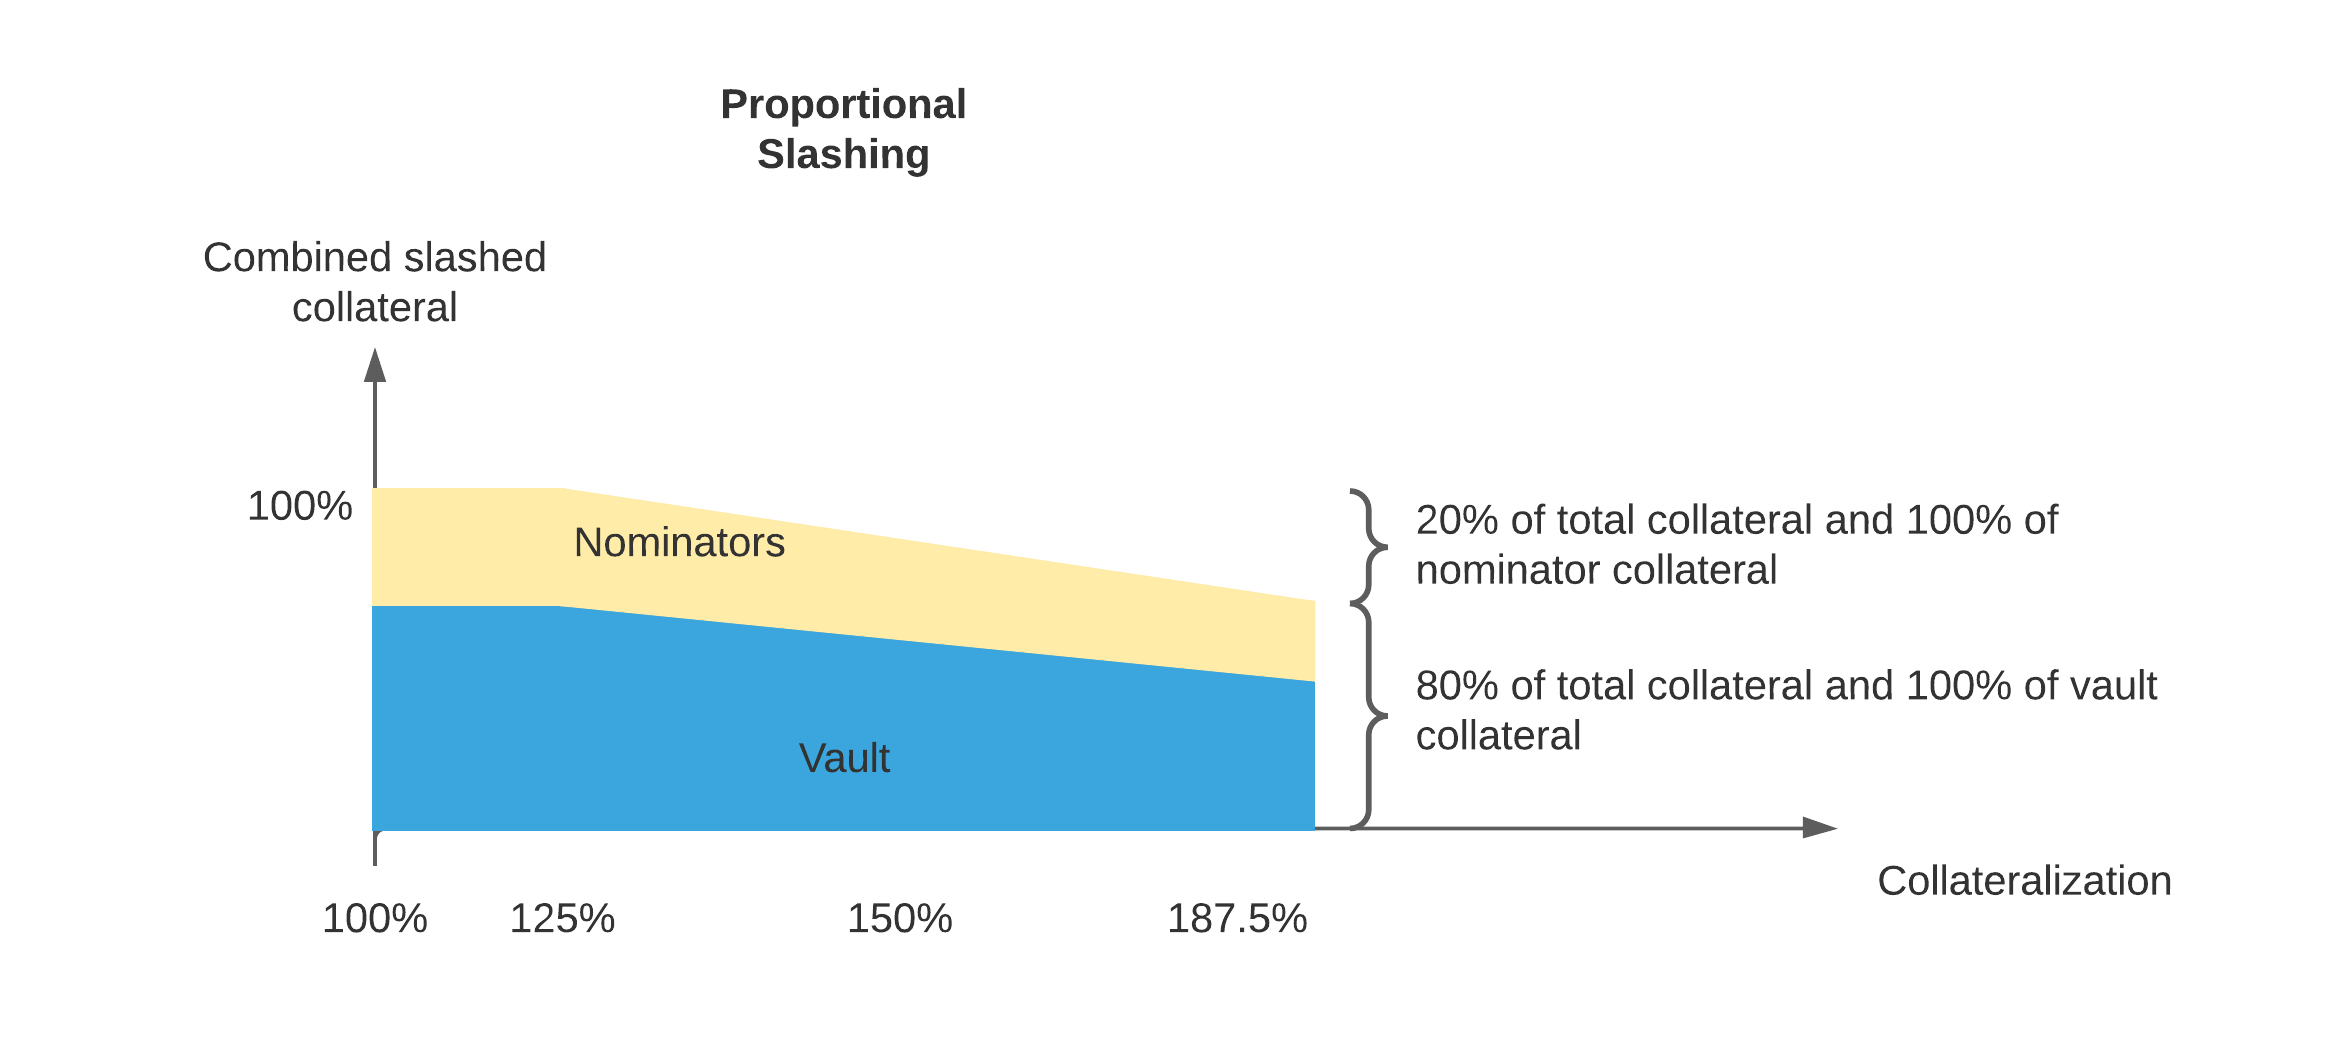 Proportional
Slashing
Combined slashed
collateral
100%
Nominators
20% of total collateral and 100% of
nominator collateral
80% of total collateral and 100% of vault
collateral
Vault
Collateralization
100%
125%
150%
187.5%